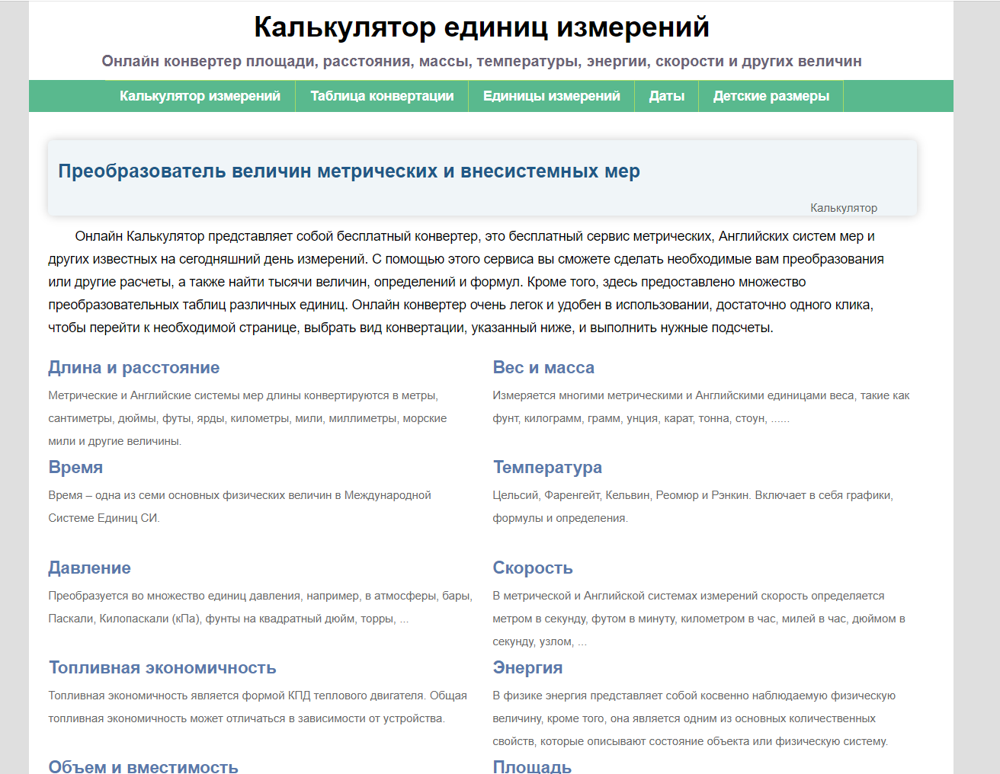 Калькулятор единиц измерений
Онлайн конвертер площади, расстояния, массы, температуры, энергии, скорости и других величин
Калькулятор измерений Таблица конвертации Единицы измерений Даты Детские размеры
Преобразователь величин метрических и внесистемных мер
Калькулятор
Онлайн Калькулятор представляет собой бесплатный конвертер, это бесплатный сервис метрических, Английских систем мер и
других известных на сегодняшний день измерений. С помощью этого сервиса вы сможете сделать необходимые вам преобразования
или другие расчеты, а также найти тысячи величин, определений и формул. Кроме того, здесь предоставлено множество
преобразовательных таблиц различных единиц. Онлайн конвертер очень легок и удобен в использовании, достаточно одного клика,
чтобы перейти к необходимой странице, выбрать вид конвертации, указанный ниже, и выполнить нужные подсчеты.
Длина и расстояние
Метрические и Английские системы мер длины конвертируются в метры,
сантиметры, дюймы, футы, ярды, километры, мили, миллиметры, морские
мили и другие величины.
Вес и масса
Измеряется многими метрическими и Английскими единицами веса, такие как
фунт, килограмм, грамм, унция, карат, тонна, стоун, ......
Время
Время – одна из семи основных физических величин в Международной
Системе Единиц СИ.
Температура
Цельсий, Фаренгейт, Кельвин, Реомюр и Рэнкин. Включает в себя графики,
формулы и определения.
Давление
Преобразуется во множество единиц давления, например, в атмосферы, бары,
Паскали, Килопаскали (кПа), фунты на квадратный дюйм, торры, ...
Скорость
В метрической и Английской системах измерений скорость определяется
метром в секунду, футом в минуту, километром в час, милей в час, дюймом в
секунду, узлом, ...
Топливная экономичность
Топливная экономичность является формой КПД теплового двигателя. Общая
топливная экономичность может отличаться в зависимости от устройства.
Энергия
В физике энергия представляет собой косвенно наблюдаемую физическую
величину, кроме того, она является одним из основных количественных
свойств, которые описывают состояние объекта или физическую систему.
Объем и вместимость
Площадь